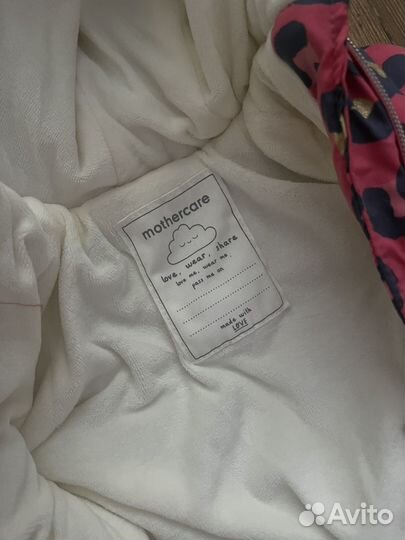 mothercare
love, wear, share
love me, wear me,
pass me on
made with
LOVE
Avito